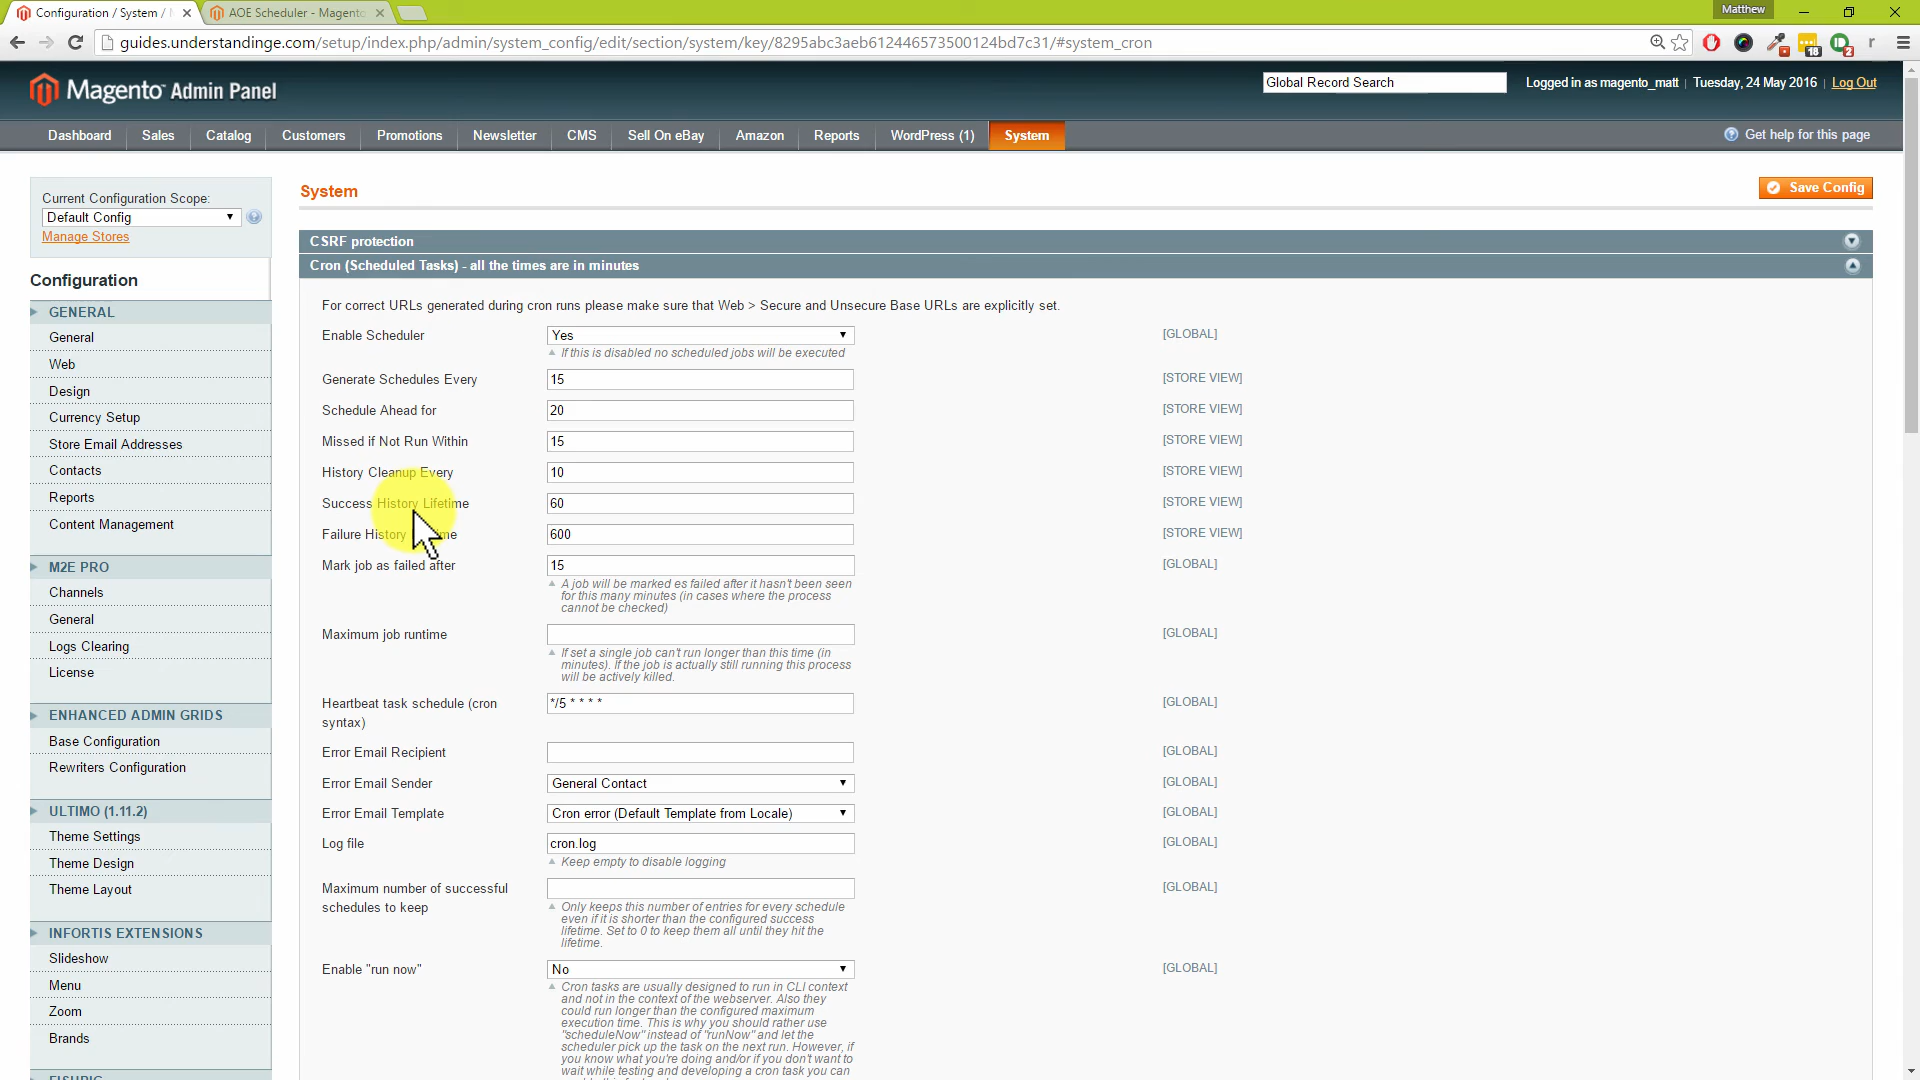 Configuration / System /
AOE Scheduler - Magento
Matthew
guides.understandinge.com/setup/index.php/admin/system_config/edit/section/system/key/8295abc3aeb612446573500124bd7c31/#system_cron
18
2
r
Magento Admin Panel
Global Record Search
Logged in as magento_matt | Tuesday, 24 May 2016 | Log Out
Dashboard Sales Catalog Customers Promotions Newsletter CMS Sell On eBay Amazon Reports WordPress (1) System
Get help for this page
Current Configuration Scope:
Default Config
Manage Stores
Configuration
GENERAL
General
Web
Design
Currency Setup
Store Email Addresses
Contacts
Reports
Content Management
M2E PRO
Channels
General
Logs Clearing
License
ENHANCED ADMIN GRIDS
Base Configuration
Rewriters Configuration
ULTIMO (1.11.2)
Theme Settings
Theme Design
Theme Layout
INFORTIS EXTENSIONS
Slideshow
Menu
Zoom
Brands
System
Save Config
CSRF protection
Cron (Scheduled Tasks) - all the times are in minutes
For correct URLs generated during cron runs please make sure that Web > Secure and Unsecure Base URLs are explicitly set.
Enable Scheduler Yes [GLOBAL]
If this is disabled no scheduled jobs will be executed
Generate Schedules Every 15 [STORE VIEW]
Schedule Ahead for 20 [STORE VIEW]
Missed if Not Run Within 15 [STORE VIEW]
History Cleanup Every 10 [STORE VIEW]
Success History Lifetime 60 [STORE VIEW]
Failure History 600 [STORE VIEW]
Mark job as failed after 15 [GLOBAL]
A job will be marked es failed after it hasn't been seen
for this many minutes (in cases where the process
cannot be checked)
Maximum job runtime [GLOBAL]
If set a single job can't run longer than this time (in
minutes). If the job is actually still running this process
will be actively killed.
Heartbeat task schedule (cron
syntax) */5 * * * * [GLOBAL]
Error Email Recipient [GLOBAL]
Error Email Sender General Contact [GLOBAL]
Error Email Template Cron error (Default Template from Locale) [GLOBAL]
Log file cron.log [GLOBAL]
Keep empty to disable logging
Maximum number of successful
schedules to keep [GLOBAL]
Only keeps this number of entries for every schedule
even if it is shorter than the configured success
lifetime. Set to 0 to keep them all until they hit the
lifetime.
Enable "run now" No [GLOBAL]
Cron tasks are usually designed to run in CLI context
and not in the context of the webserver. Also they
could run longer than the configured maximum
execution time. This is why you should rather use
"scheduleNow" instead of "runNow" and let the
scheduler pick up the task on the next run. However, if
you know what you're doing and/or if you don't want to
wait while testing and developing a cron task you can